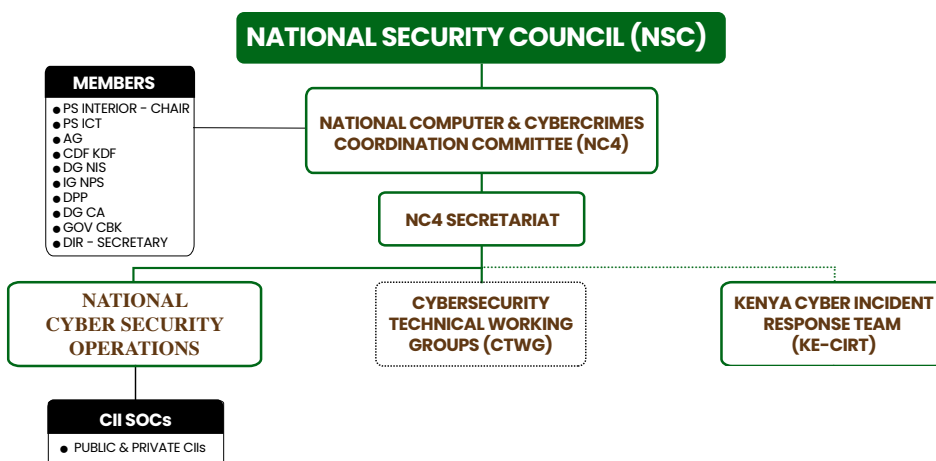 NATIONAL SECURITY COUNCIL (NSC)
MEMBERS
● PS INTERIOR - CHAIR
● PS ICT
● AG
● CDF KDF
● DG NIS
● IG NPS
● DPP
● DG CA
● GOV CBK
● DIR - SECRETARY
NATIONAL COMPUTER & CYBERCRIMES
COORDINATION COMMITTEE (NC4)
NC4 SECRETARIAT
NATIONAL
CYBER SECURITY
OPERATIONS
CYBERSECURITY
TECHNICAL WORKING
GROUPS (CTWG)
KENYA CYBER INCIDENT
RESPONSE TEAM
(KE-CIRT)
CII SOCs
● PUBLIC & PRIVATE CIIs